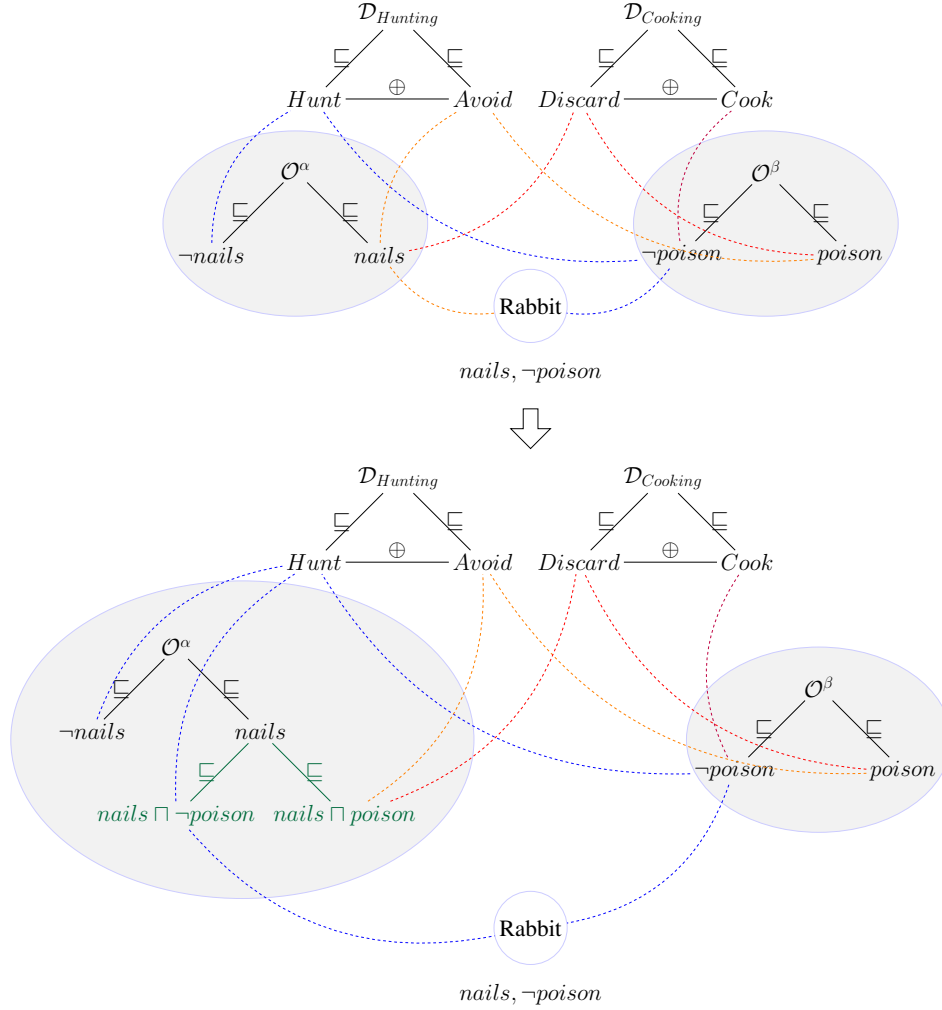 𝒟_Hunting 𝒟_Cooking
⊑ ⊑ ⊑ ⊑
Hunt ⊕ Avoid Discard ⊕ Cook
𝒪^α 𝒪^β
⊑ ⊑ ⊑ ⊑
¬nails nails ¬poison poison
Rabbit
nails, ¬poison
𝒟_Hunting 𝒟_Cooking
⊑ ⊑ ⊑ ⊑
Hunt ⊕ Avoid Discard ⊕ Cook
𝒪^α
⊑ ⊑
𝒪^β
¬nails nails
⊑ ⊑
⊑ ⊑
¬poison poison
nails ⊓ ¬poison nails ⊓ poison
Rabbit
nails, ¬poison